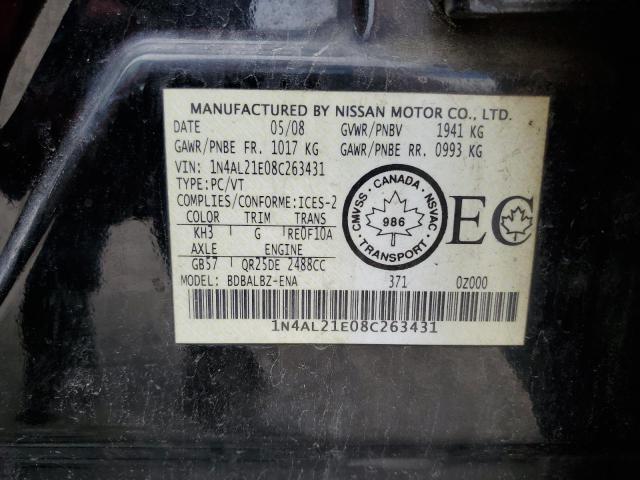 MANUFACTURED BY NISSAN MOTOR CO., LTD.
DATE 05/08 GVWR/PNBV 1941 KG
GAWR/PNBE FR. 1017 KG GAWR/PNBE RR. 0993 KG
VIN: 1N4AL21E08C263431
TYPE:PC/VT
COMPLIES/CONFORME:ICES-2
COLOR TRIM TRANS
KH3 G RE0F10A
AXLE ENGINE
GB57 QR25DE 2488CC
MODEL: BDBALBZ-ENA 371 0Z000
CMVSS · CANADA · NSVAC
986
TRANSPORT
EC
1N4AL21E08C263431